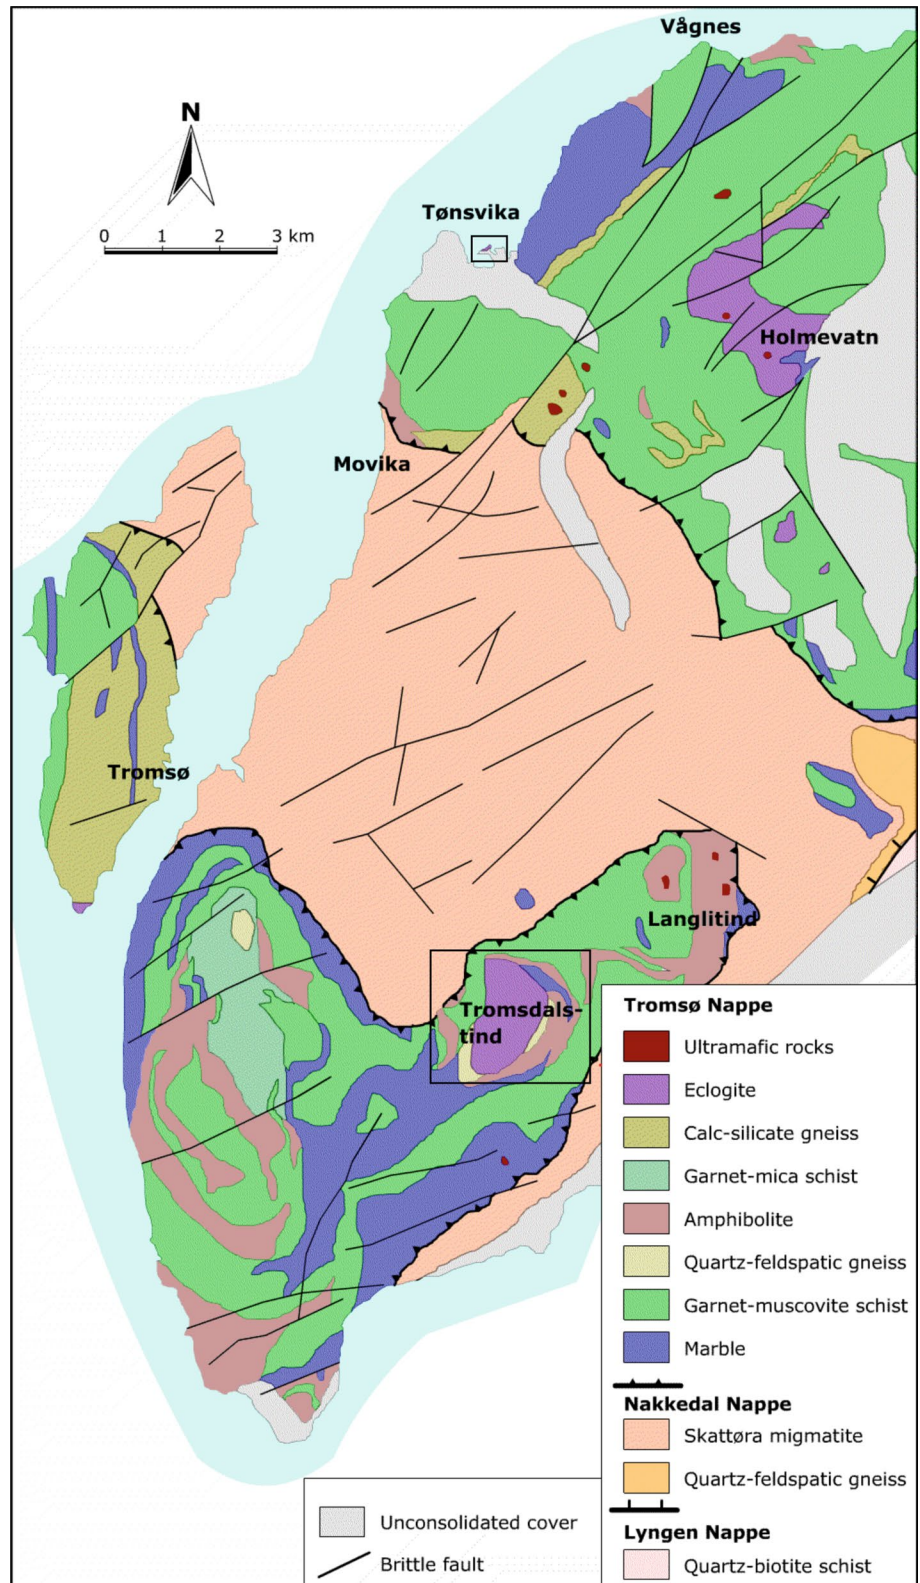 Vågnes
N
Tønsvika
0 1 2 3 km
Holmevatn
Movika
Tromsø
Langlitind
Tromsdals-
tind
Tromsø Nappe
Ultramafic rocks
Eclogite
Calc-silicate gneiss
Garnet-mica schist
Amphibolite
Quartz-feldspatic gneiss
Garnet-muscovite schist
Marble
Nakkedal Nappe
Skattøra migmatite
Quartz-feldspatic gneiss
Lyngen Nappe
Quartz-biotite schist
Unconsolidated cover
Brittle fault